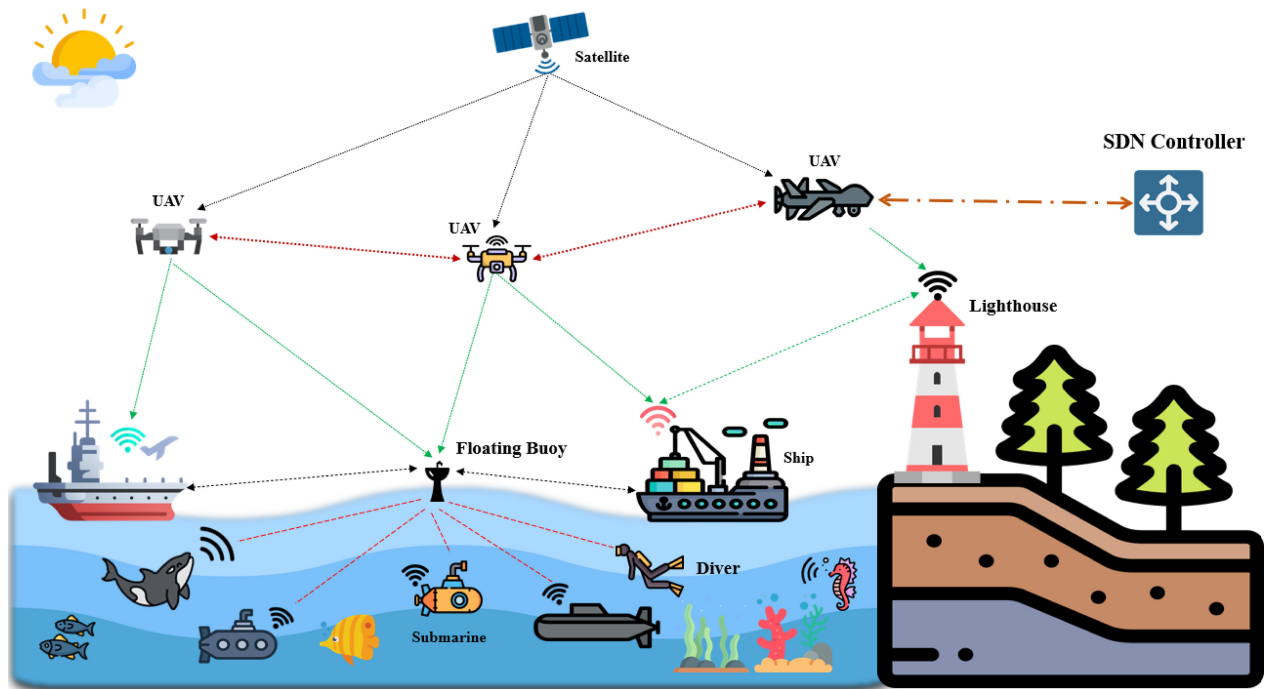 Satellite
SDN Controller
UAV
UAV
UAV
Lighthouse
Floating Buoy
Ship
Diver
Submarine